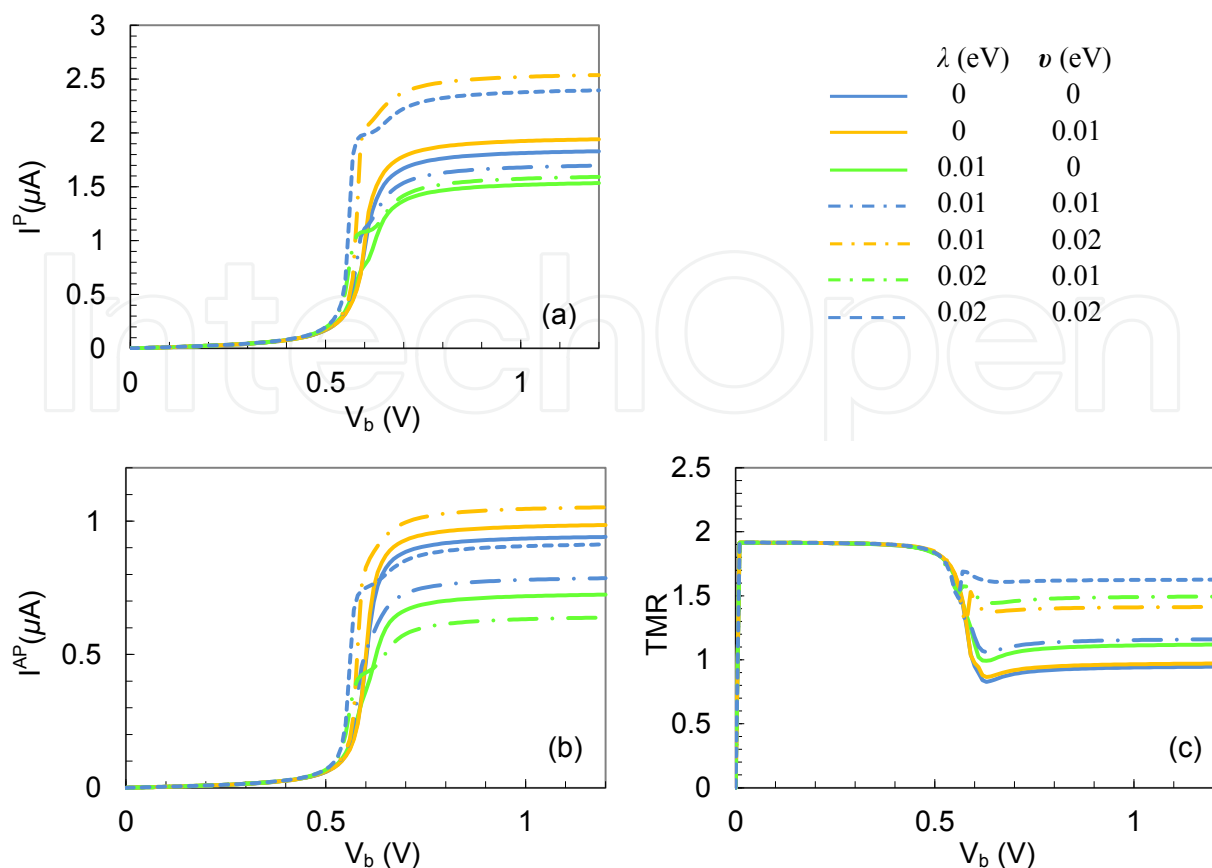 3
2.5
2
1.5
1
0.5
0
I^P(μA)
0
0.5
1
V_b (V)
(a)
λ (eV) υ (eV)
0 0
0 0.01
0.01 0
0.01 0.01
0.01 0.02
0.02 0.01
0.02 0.02
IntechOpen
1
0.5
0
I^AP(μA)
0
0.5
1
V_b (V)
(b)
2.5
2
1.5
1
0.5
0
TMR
0
0.5
1
V_b (V)
(c)